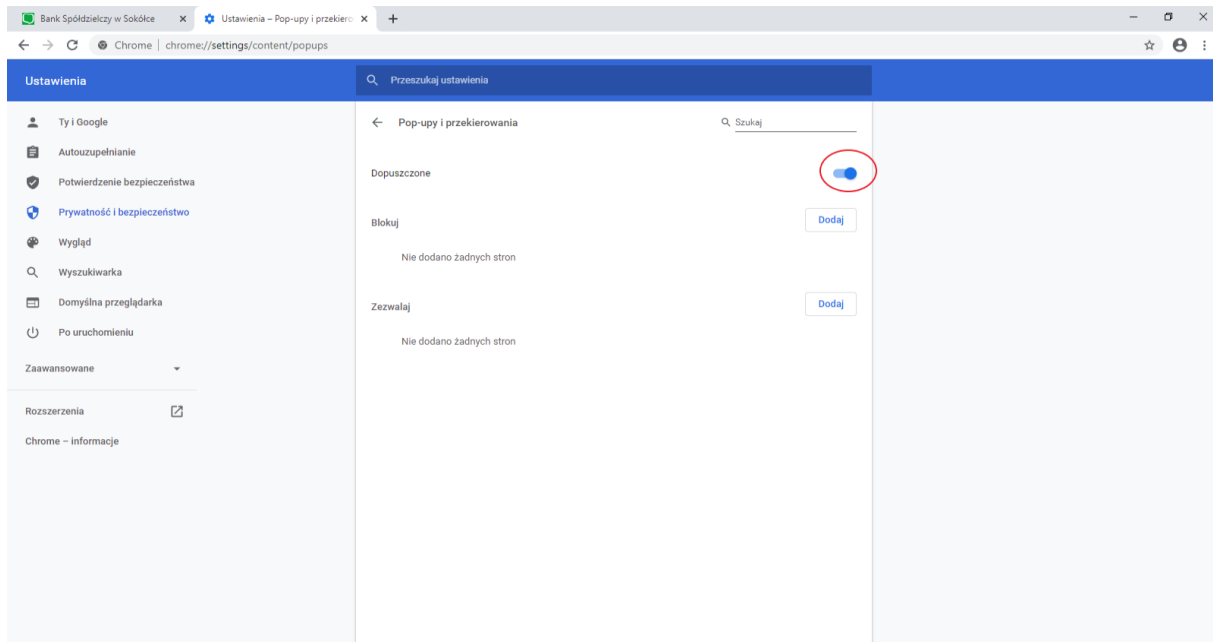 Bank Spółdzielczy w Sokółce
Ustawienia – Pop-upy i przekiero
Chrome | chrome://settings/content/popups
Ustawienia
Przeszukaj ustawienia
Ty i Google
Autouzupełnianie
Potwierdzenie bezpieczeństwa
Prywatność i bezpieczeństwo
Wygląd
Wyszukiwarka
Domyślna przeglądarka
Po uruchomieniu
Zaawansowane
Rozszerzenia
Chrome – informacje
Pop-upy i przekierowania
Szukaj
Dopuszczone
Blokuj
Dodaj
Nie dodano żadnych stron
Zezwalaj
Dodaj
Nie dodano żadnych stron